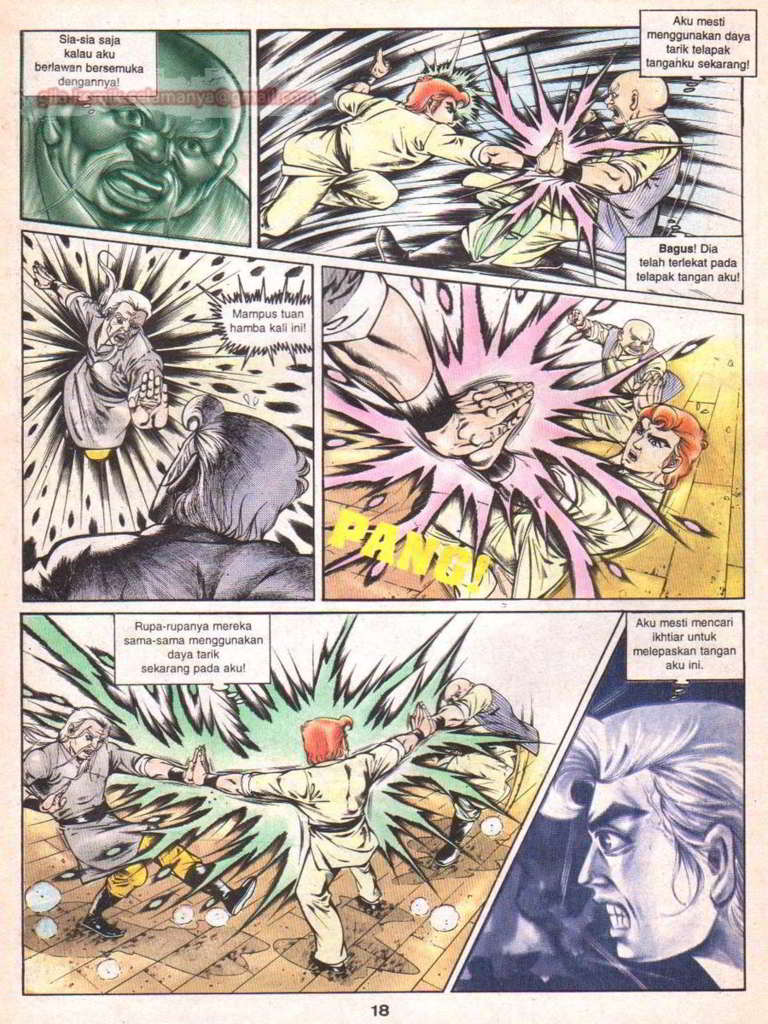 Sia-sia saja
kalau aku
berlawan bersemuka
dengannya!
Aku mesti
menggunakan daya
tarik telapak
tanganku sekarang!
Bagus! Dia
telah terlekat pada
telapak tangan aku!
Mampus tuan
hamba kali ini!
PANG!
Rupa-rupanya mereka
sama-sama menggunakan
daya tarik
sekarang pada aku!
Aku mesti mencari
ikhtiar untuk
melepaskan tangan
aku ini.
18